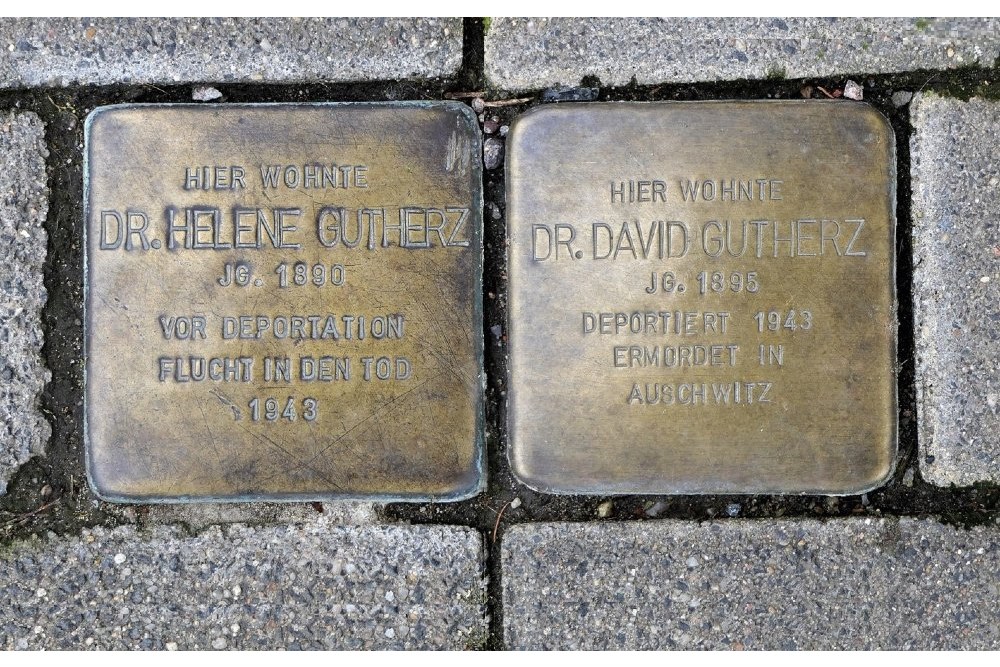 HIER WOHNTE
DR. HELENE GUTHERZ
JG. 1890
VOR DEPORTATION
FLUCHT IN DEN TOD
1943
HIER WOHNTE
DR. DAVID GUTHERZ
JG. 1895
DEPORTIERT 1943
ERMORDET IN
AUSCHWITZ